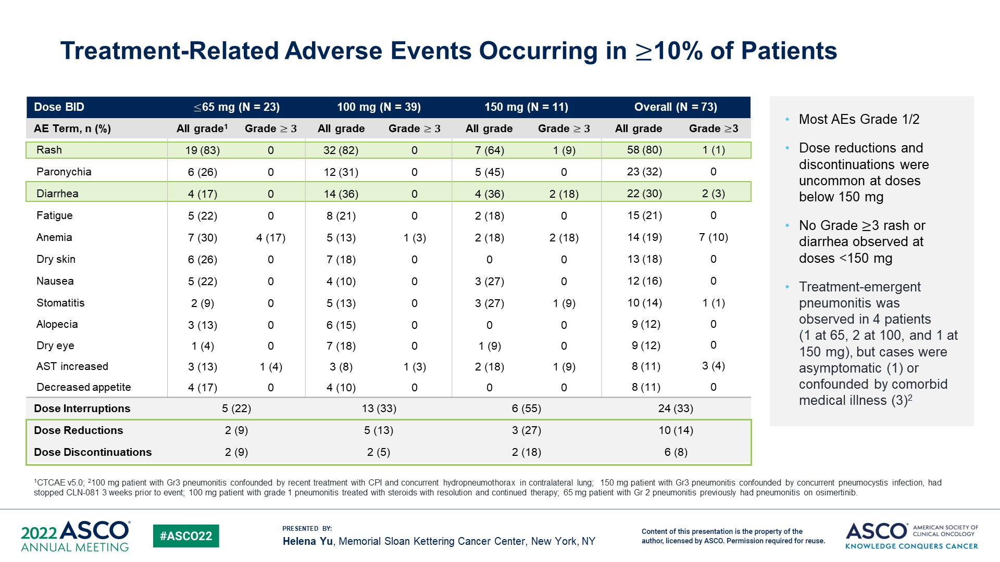 Treatment-Related Adverse Events Occurring in ≥10% of Patients
Dose BID ≤65 mg (N = 23) 100 mg (N = 39) 150 mg (N = 11) Overall (N = 73)
AE Term, n (%) All grade¹ Grade ≥ 3 All grade Grade ≥ 3 All grade Grade ≥ 3 All grade Grade ≥3
Rash 19 (83) 0 32 (82) 0 7 (64) 1 (9) 58 (80) 1 (1)
Paronychia 6 (26) 0 12 (31) 0 5 (45) 0 23 (32) 0
Diarrhea 4 (17) 0 14 (36) 0 4 (36) 2 (18) 22 (30) 2 (3)
Fatigue 5 (22) 0 8 (21) 0 2 (18) 0 15 (21) 0
Anemia 7 (30) 4 (17) 5 (13) 1 (3) 2 (18) 2 (18) 14 (19) 7 (10)
Dry skin 6 (26) 0 7 (18) 0 0 0 13 (18) 0
Nausea 5 (22) 0 4 (10) 0 3 (27) 0 12 (16) 0
Stomatitis 2 (9) 0 5 (13) 0 3 (27) 1 (9) 10 (14) 1 (1)
Alopecia 3 (13) 0 6 (15) 0 0 0 9 (12) 0
Dry eye 1 (4) 0 7 (18) 0 1 (9) 0 9 (12) 0
AST increased 3 (13) 1 (4) 3 (8) 1 (3) 2 (18) 1 (9) 8 (11) 3 (4)
Decreased appetite 4 (17) 0 4 (10) 0 0 0 8 (11) 0
Dose Interruptions 5 (22) 13 (33) 6 (55) 24 (33)
Dose Reductions 2 (9) 5 (13) 3 (27) 10 (14)
Dose Discontinuations 2 (9) 2 (5) 2 (18) 6 (8)
• Most AEs Grade 1/2
• Dose reductions and
discontinuations were
uncommon at doses
below 150 mg
• No Grade ≥3 rash or
diarrhea observed at
doses <150 mg
• Treatment-emergent
pneumonitis was
observed in 4 patients
(1 at 65, 2 at 100, and 1 at
150 mg), but cases were
asymptomatic (1) or
confounded by comorbid
medical illness (3)²
¹CTCAE v5.0; ²100 mg patient with Gr3 pneumonitis confounded by recent treatment with CPI and concurrent hydropneumothorax in contralateral lung; 150 mg patient with Gr3 pneumonitis confounded by concurrent pneumocystis infection, had
stopped CLN-081 3 weeks prior to event; 100 mg patient with grade 1 pneumonitis treated with steroids with resolution and continued therapy; 65 mg patient with Gr 2 pneumonitis previously had pneumonitis on osimertinib.
2022 ASCO®
ANNUAL MEETING
#ASCO22
PRESENTED BY:
Helena Yu, Memorial Sloan Kettering Cancer Center, New York, NY
Content of this presentation is the property of the
author, licensed by ASCO. Permission required for reuse.
ASCO® AMERICAN SOCIETY OF
CLINICAL ONCOLOGY
KNOWLEDGE CONQUERS CANCER